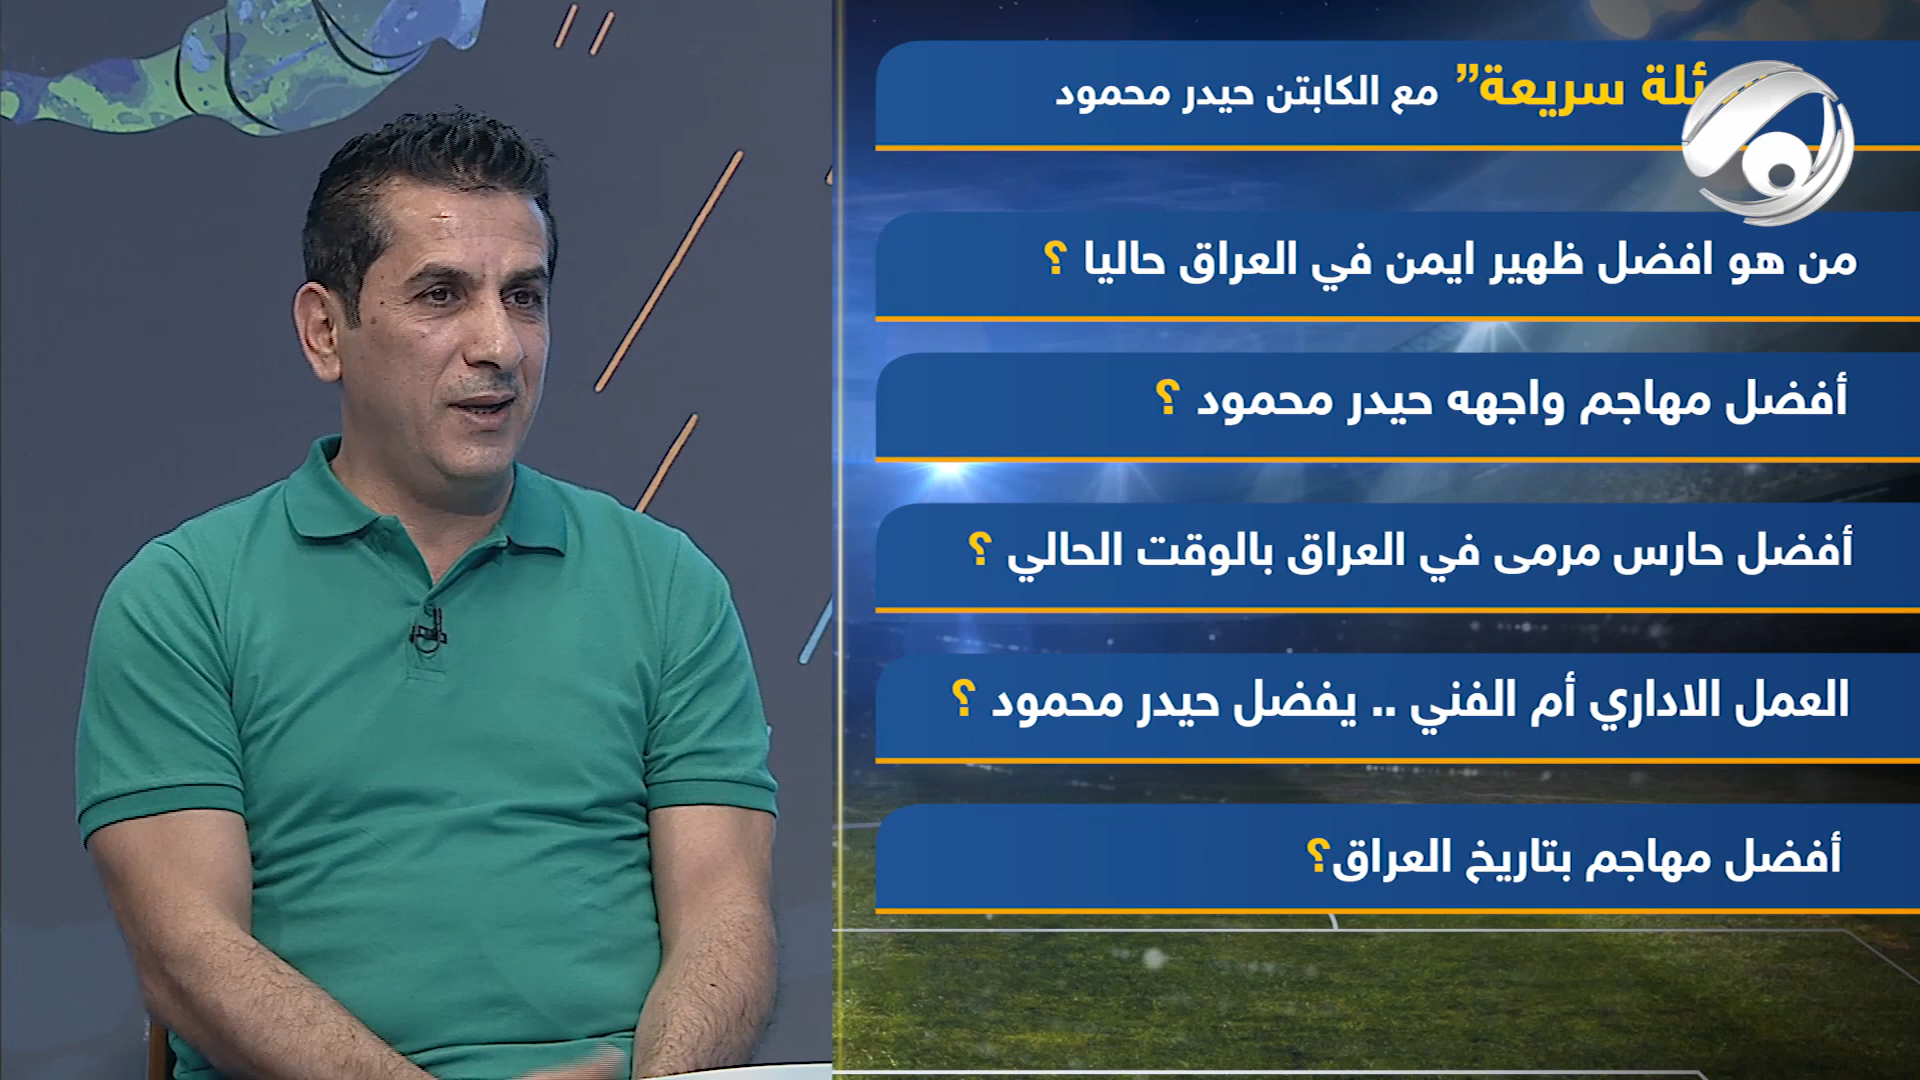 ئلة سريعة” مع الكابتن حيدر محمود
من هو افضل ظهير ايمن في العراق حاليا ؟
أفضل مهاجم واجهه حيدر محمود ؟
أفضل حارس مرمى في العراق بالوقت الحالي ؟
العمل الاداري أم الفني .. يفضل حيدر محمود ؟
أفضل مهاجم بتاريخ العراق؟